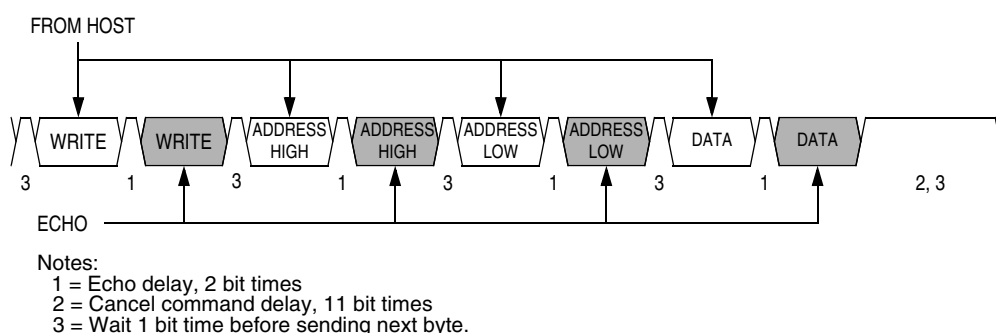 FROM HOST
WRITE WRITE ADDRESS HIGH ADDRESS HIGH ADDRESS LOW ADDRESS LOW DATA DATA
3 1 3 1 3 1 3 1 2, 3
ECHO
Notes:
1 = Echo delay, 2 bit times
2 = Cancel command delay, 11 bit times
3 = Wait 1 bit time before sending next byte.